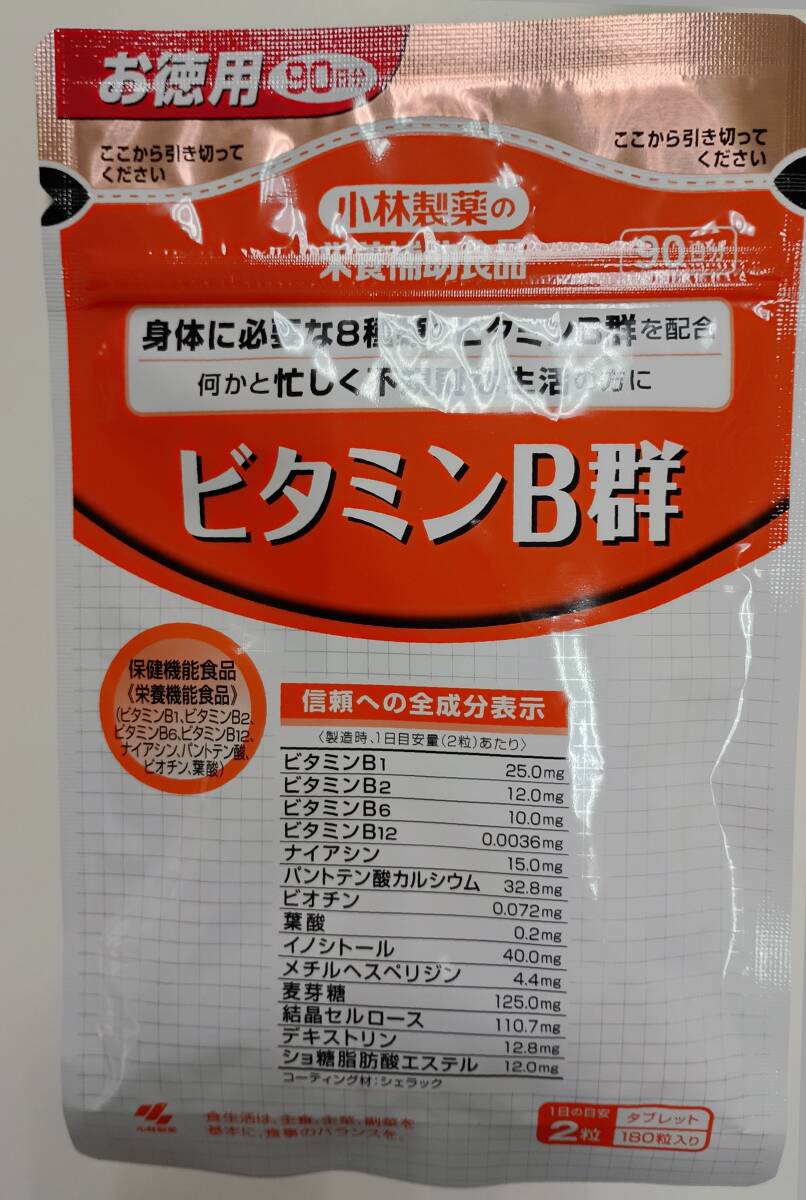 お徳用 90日分
ここから引き切って
ください
ここから引き切って
ください
小林製薬の
栄養補助食品
90日分
身体に必要な8種類の ビタミンB群を配合
何かと忙しく不規則な生活の方に
ビタミンB群
保健機能食品
《栄養機能食品》
(ビタミンB1、ビタミンB2、
ビタミンB6、ビタミンB12、
ナイアシン、パントテン酸、
ビオチン、葉酸)
信頼への全成分表示
〈製造時、1日目安量(2粒)あたり〉
ビタミンB1 25.0mg
ビタミンB2 12.0mg
ビタミンB6 10.0mg
ビタミンB12 0.0036mg
ナイアシン 15.0mg
パントテン酸カルシウム 32.8mg
ビオチン 0.072mg
葉酸 0.2mg
イノシトール 40.0mg
メチルヘスペリジン 4.4mg
麦芽糖 125.0mg
結晶セルロース 110.7mg
デキストリン 12.8mg
ショ糖脂肪酸エステル 12.0mg
コーティング材:シェラック
小林製薬
食生活は、主食、主菜、副菜を
基本に、食事のバランスを。
1日の目安
2粒
タブレット
180粒入り